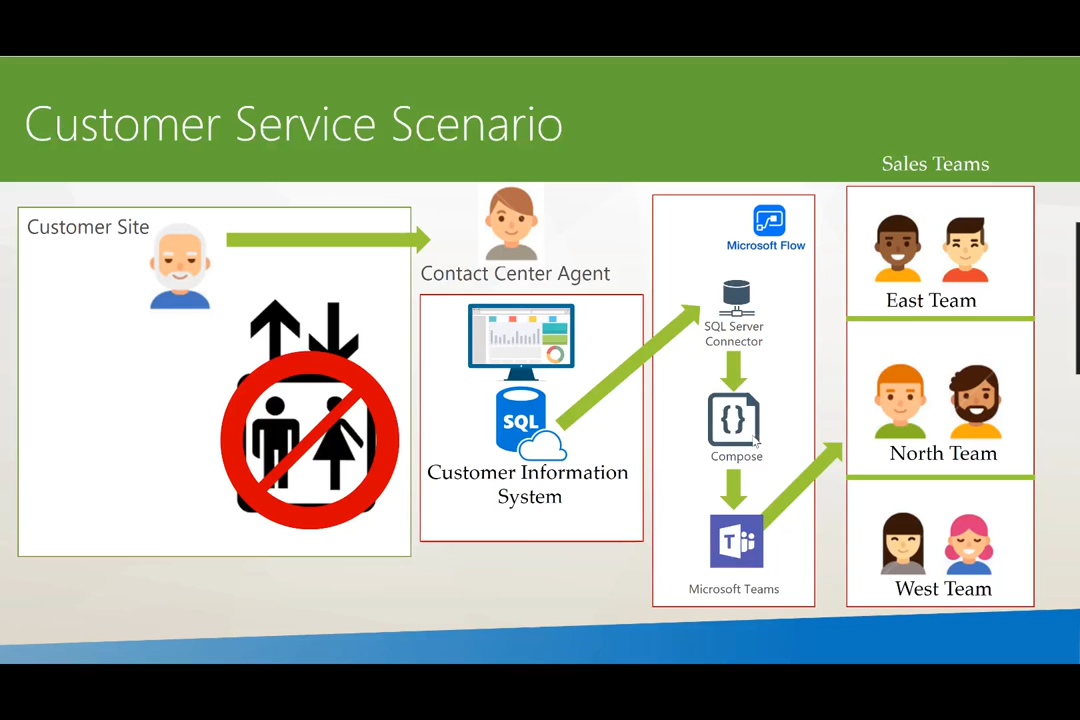 Customer Service Scenario
Sales Teams
Customer Site
Contact Center Agent
SQL
Customer Information
System
Microsoft Flow
SQL Server
Connector
{}
Compose
T
Microsoft Teams
East Team
North Team
West Team